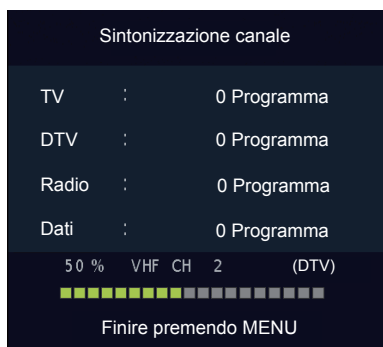 Sintonizzazione canale
TV : 0 Programma
DTV : 0 Programma
Radio : 0 Programma
Dati : 0 Programma
50 % VHF CH 2 (DTV)
Finire premendo MENU